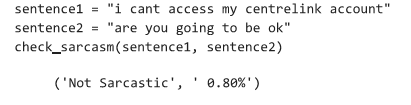 sentence1 = "i cant access my centrelink account"
sentence2 = "are you going to be ok"
check_sarcasm(sentence1, sentence2)
('Not Sarcastic', ' 0.80%')